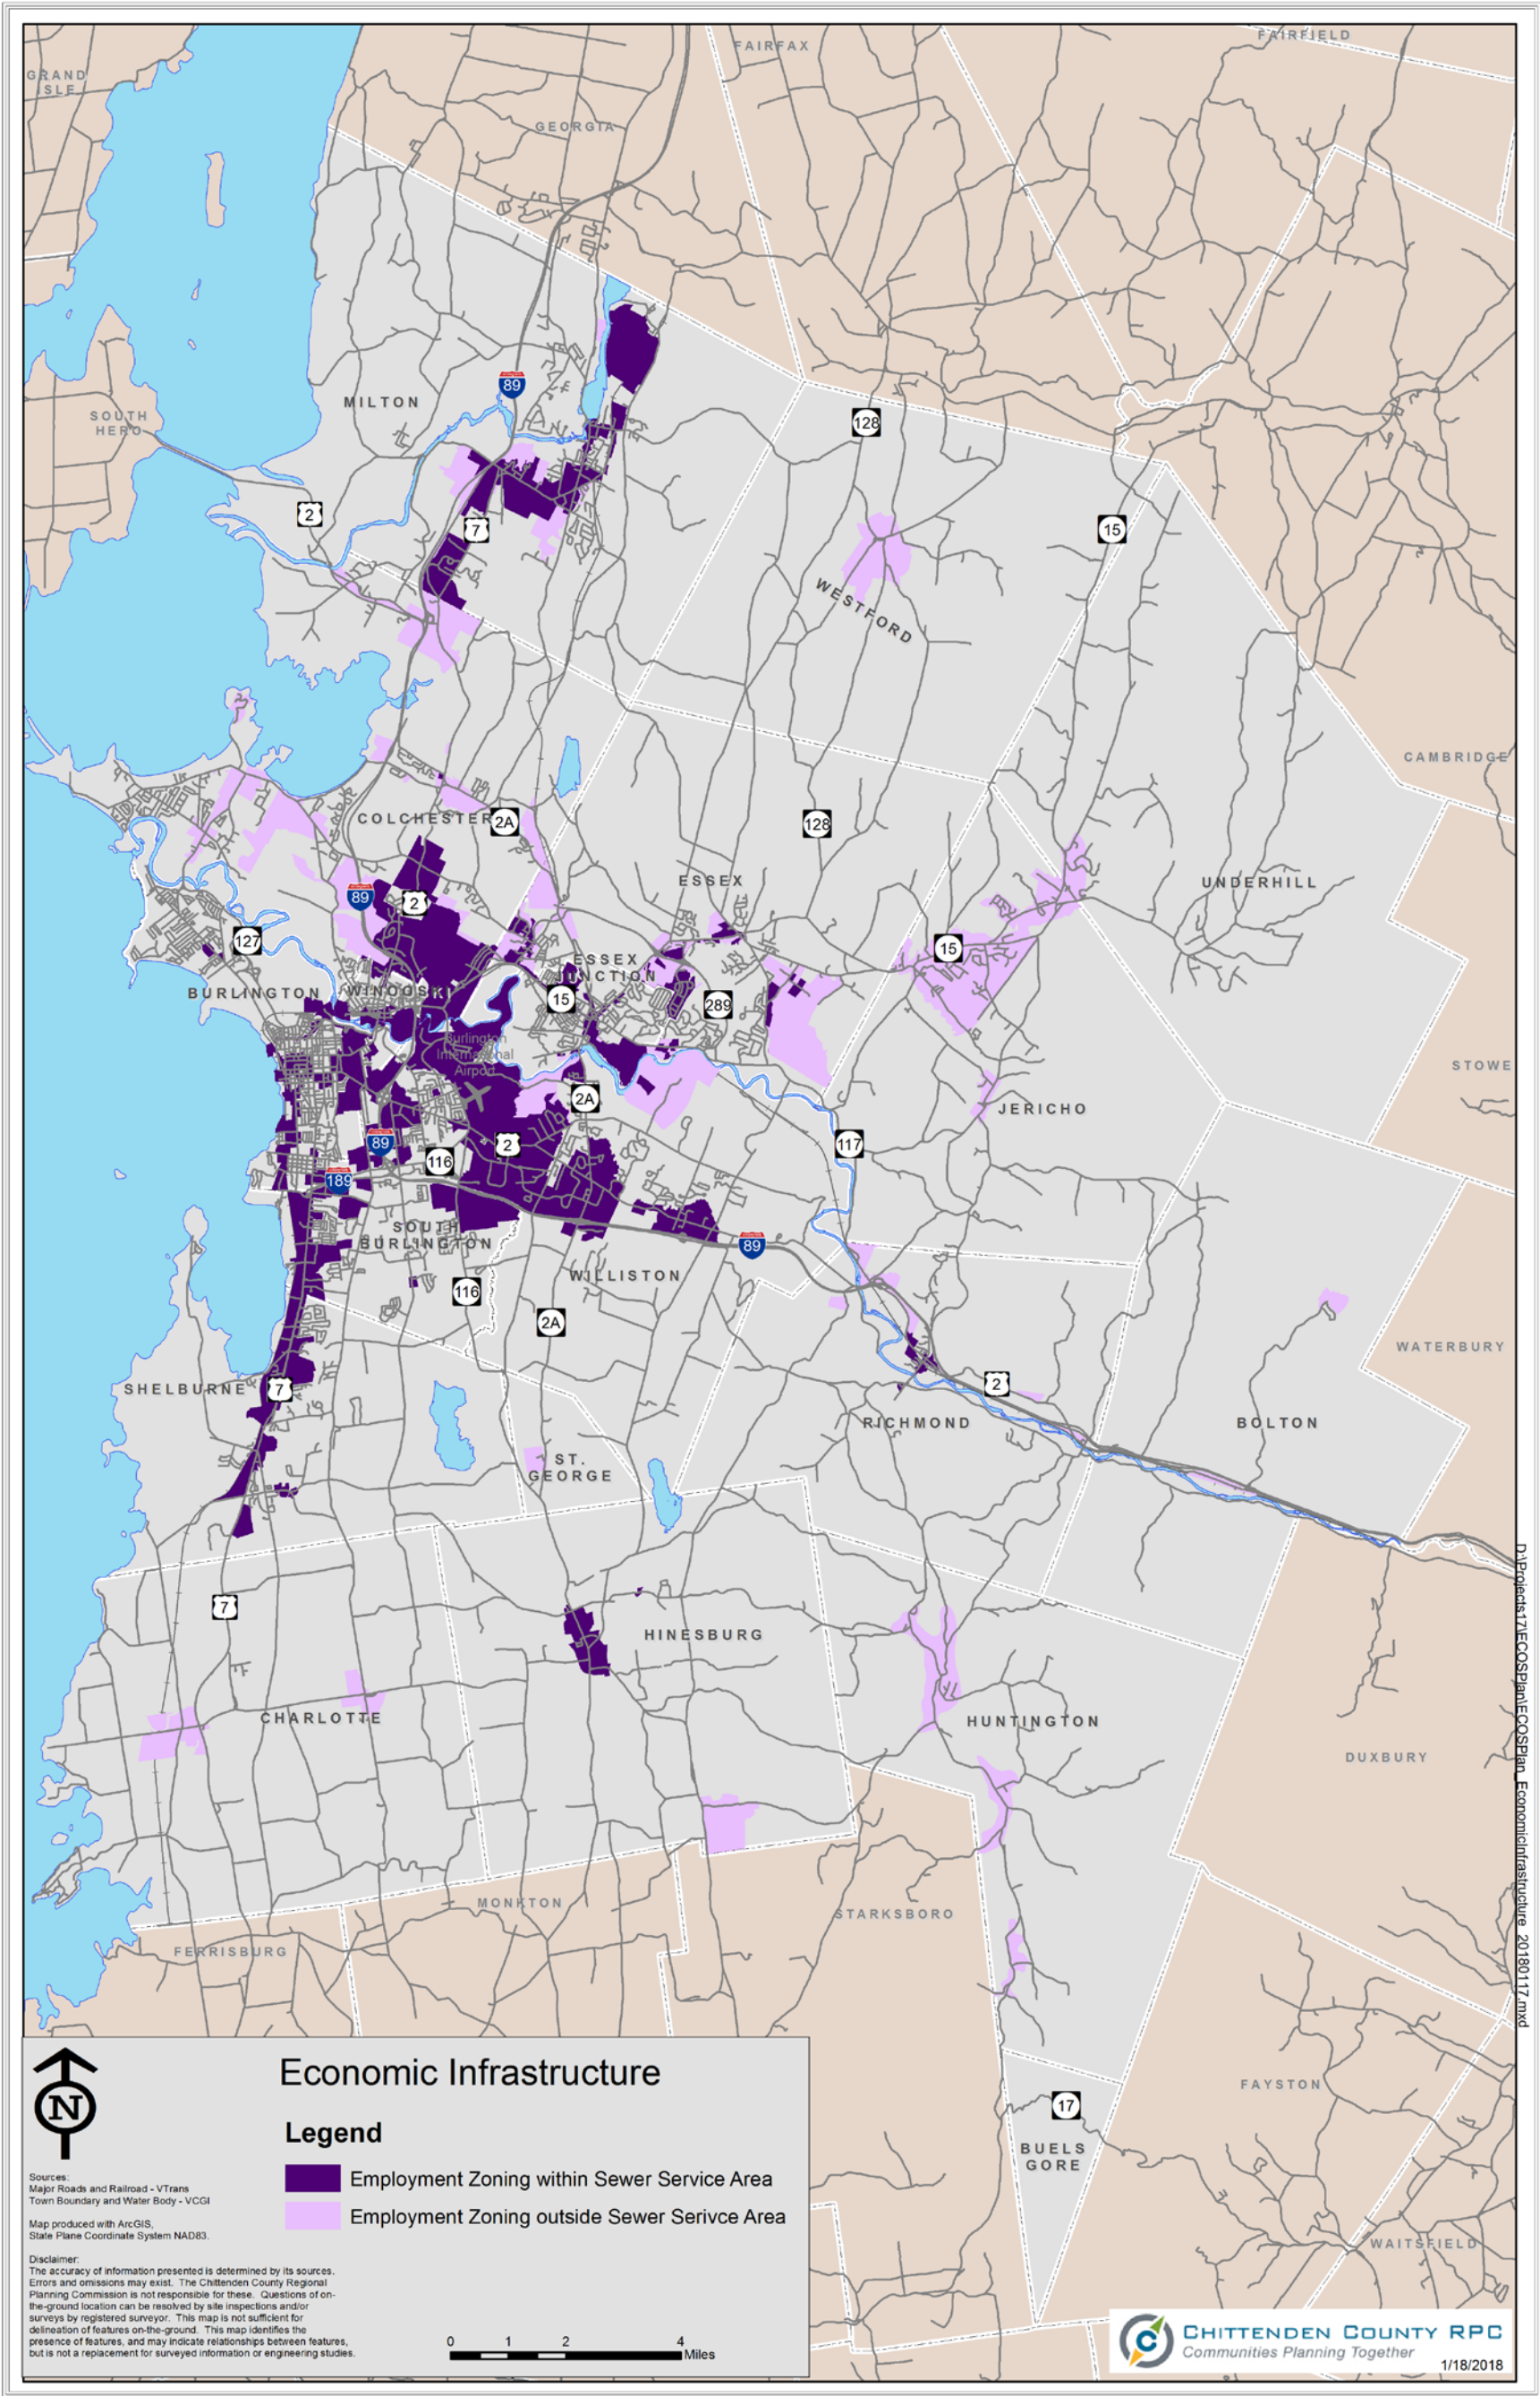 GRAND
ISLE
FAIRFAX
FAIRFIELD
GEORGIA
SOUTH
HERO
MILTON
89
128
2
7
15
WESTFORD
CAMBRIDGE
COLCHESTER
2A
128
89
2
ESSEX
UNDERHILL
127
15
ESSEX
JUNCTION
BURLINGTON
WINOOSKI
15
289
Burlington
International
Airport
STOWE
2A
JERICHO
89
2
117
116
189
SOUTH
BURLINGTON
89
WILLISTON
116
2A
WATERBURY
SHELBURNE
7
2
RICHMOND
BOLTON
ST.
GEORGE
7
HINESBURG
CHARLOTTE
HUNTINGTON
DUXBURY
MONKTON
STARKSBORO
FERRISBURG
FAYSTON
17
BUELS
GORE
WAITSFIELD
D:\Projects17\ECOSPlan\ECOSPlan_EconomicInfrastructure_20180117.mxd
N
Economic Infrastructure
Legend
Employment Zoning within Sewer Service Area
Employment Zoning outside Sewer Serivce Area
Sources:
Major Roads and Railroad - VTrans
Town Boundary and Water Body - VCGI
Map produced with ArcGIS,
State Plane Coordinate System NAD83.
Disclaimer:
The accuracy of information presented is determined by its sources.
Errors and omissions may exist. The Chittenden County Regional
Planning Commission is not responsible for these. Questions of on-
the-ground location can be resolved by site inspections and/or
surveys by registered surveyor. This map is not sufficient for
delineation of features on-the-ground. This map identifies the
presence of features, and may indicate relationships between features,
but is not a replacement for surveyed information or engineering studies.
0 1 2 4
Miles
C
CHITTENDEN COUNTY RPC
Communities Planning Together
1/18/2018